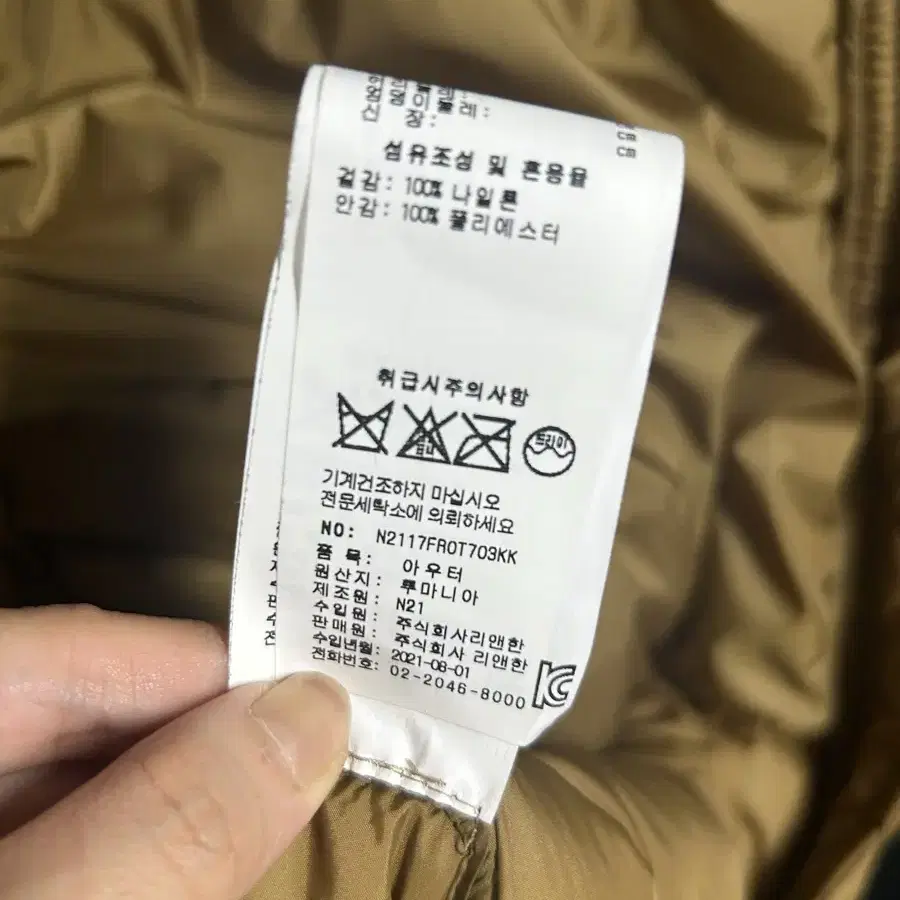 신 장: cm
섬유조성 및 혼용율
겉감: 100% 나일론
안감: 100% 폴리에스터
취급시주의사항
드라이
기계건조하지 마십시오
전문세탁소에 의뢰하세요
NO: N2117FROT703KK
품 목: 아우터
원산지: 루마니아
제조원: N21
수입원: 주식회사리앤한
판매원: 주식회사 리앤한
수입년월: 2021-08-01
전화번호: 02-2046-8000